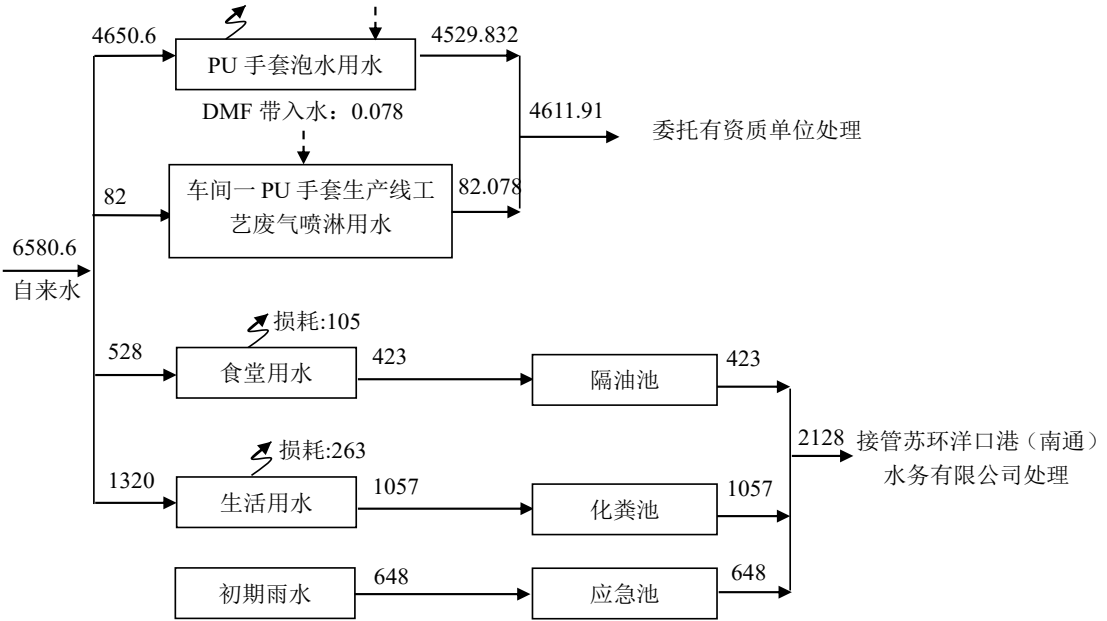 4650.6
4529.832
PU 手套泡水用水
DMF 带入水：0.078
4611.91
委托有资质单位处理
82
车间一 PU 手套生产线工
艺废气喷淋用水
82.078
6580.6
自来水
损耗:105
528
食堂用水
423
隔油池
423
2128
接管苏环洋口港（南通）
水务有限公司处理
损耗:263
1320
生活用水
1057
化粪池
1057
初期雨水
648
应急池
648